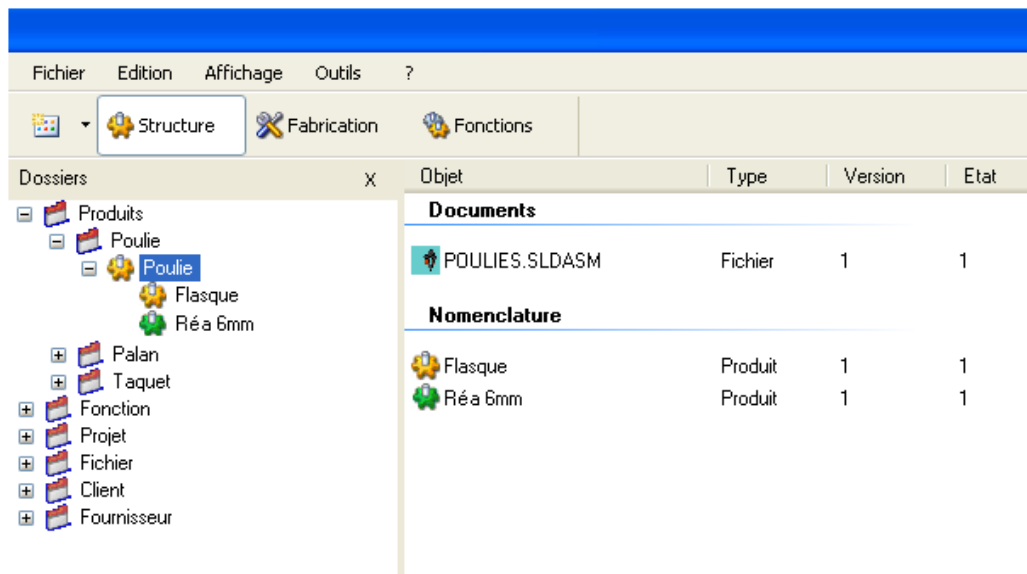 Fichier Edition Affichage Outils ?
Structure Fabrication Fonctions
Dossiers X Objet Type Version Etat
Produits
Poulie
Poulie
Flasque
Réa 6mm
Palan
Taquet
Fonction
Projet
Fichier
Client
Fournisseur
Documents
POULIES.SLDASM Fichier 1 1
Nomenclature
Flasque Produit 1 1
Réa 6mm Produit 1 1